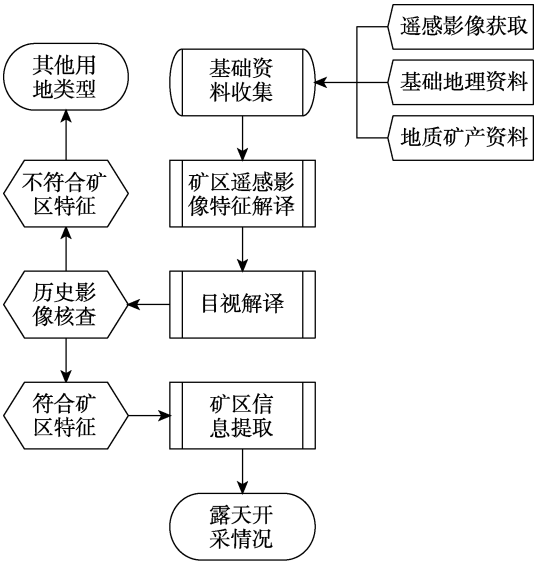 遥感影像获取
其他用
地类型
基础资
料收集
基础地理资料
地质矿产资料
不符合矿
区特征
矿区遥感影
像特征解译
历史影
像核查
目视解译
符合矿
区特征
矿区信
息提取
露天开
采情况